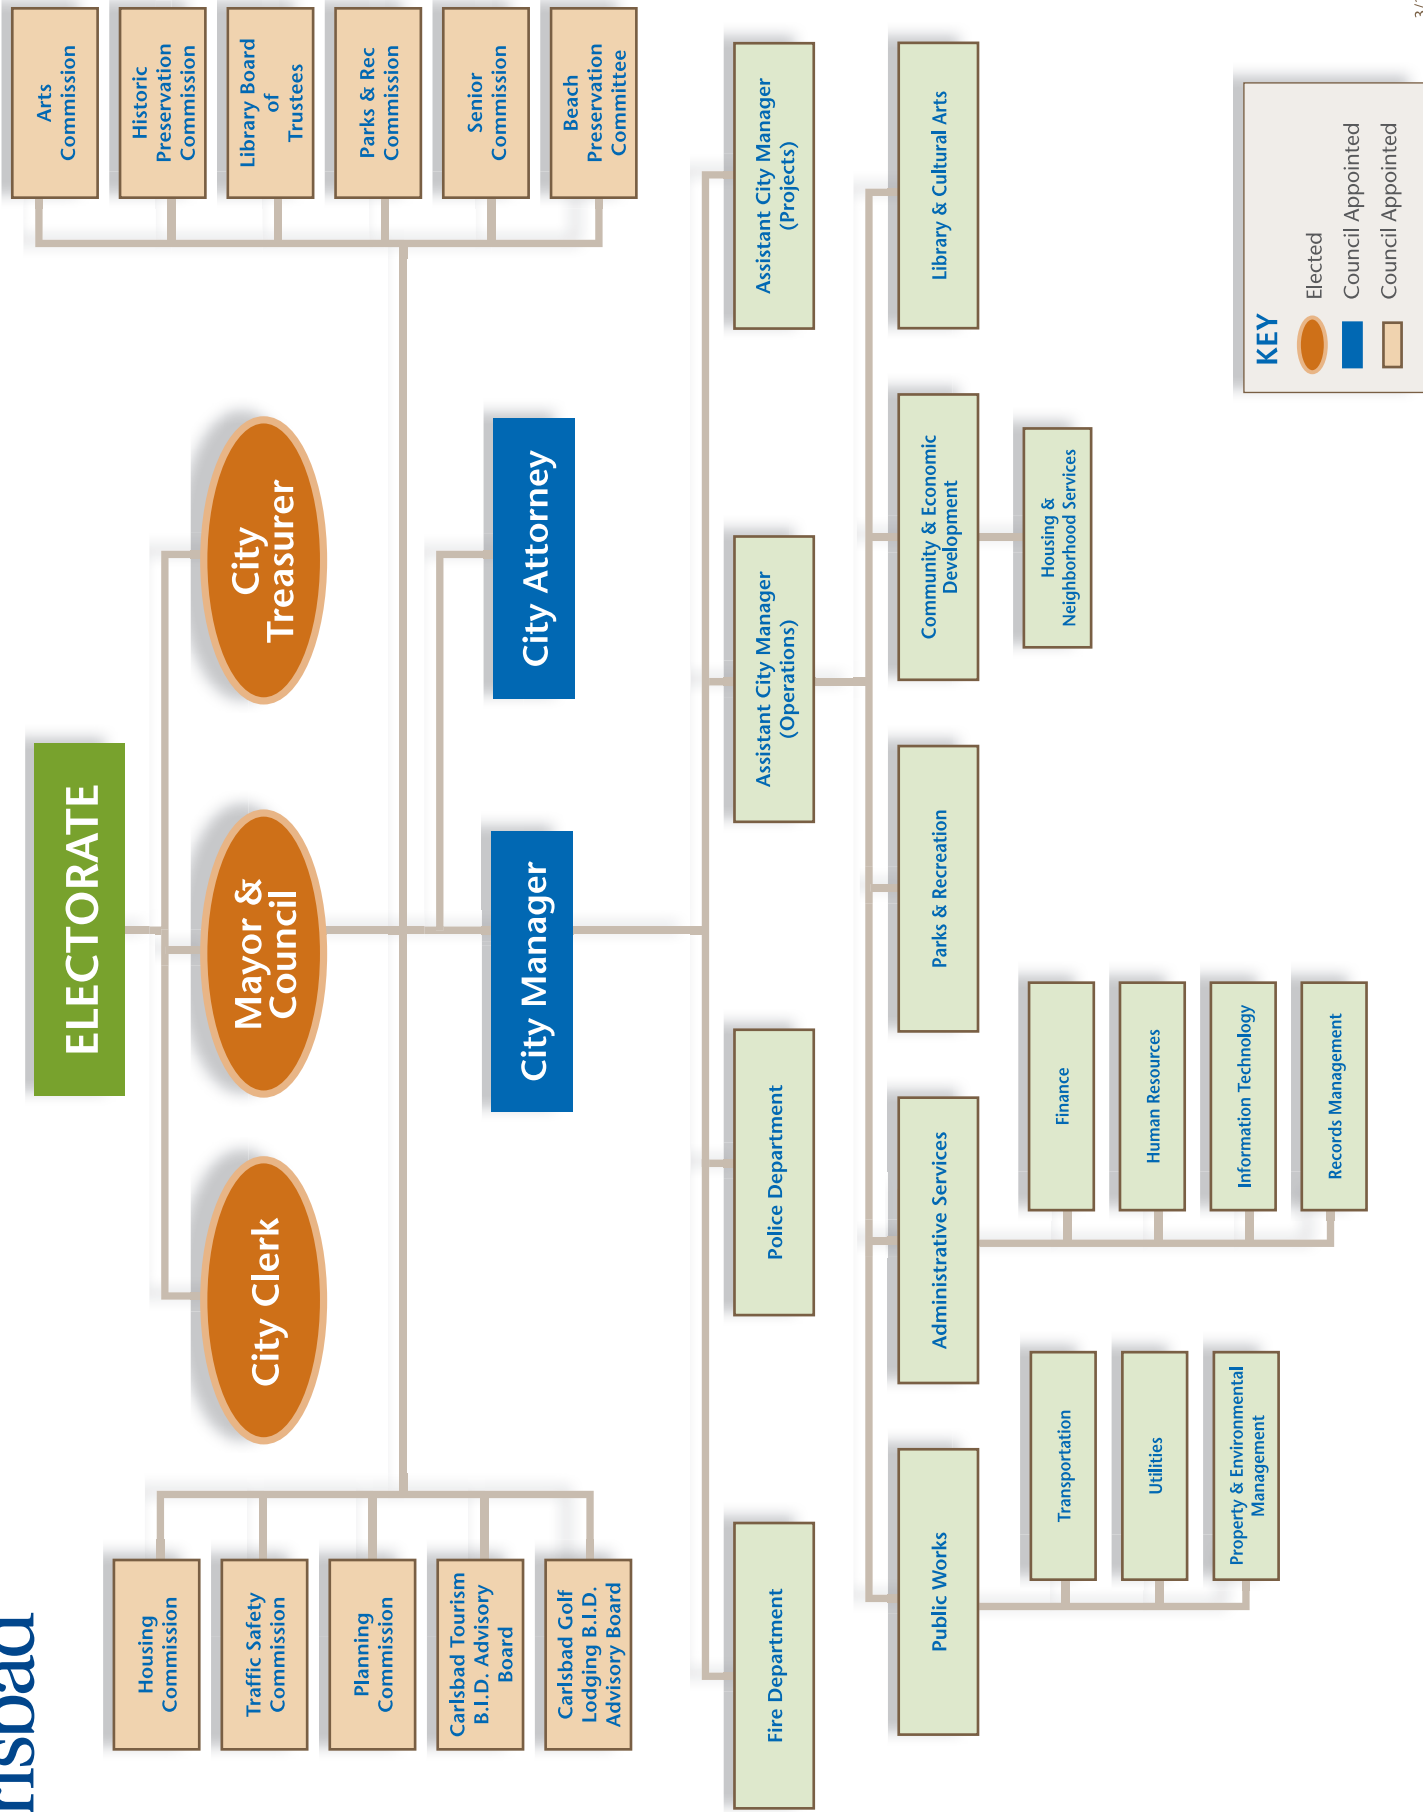 rlsbad
ELECTORATE
City Clerk
Mayor &
Council
City
Treasurer
Housing
Commission
Traffic Safety
Commission
Planning
Commission
Carlsbad Tourism
B.I.D. Advisory
Board
Carlsbad Golf
Lodging B.I.D.
Advisory Board
Arts
Commission
Historic
Preservation
Commission
Library Board
of
Trustees
Parks & Rec
Commission
Senior
Commission
Beach
Preservation
Committee
City Manager
City Attorney
Fire Department
Police Department
Assistant City Manager
(Operations)
Assistant City Manager
(Projects)
Public Works
Administrative Services
Parks & Recreation
Community & Economic
Development
Library & Cultural Arts
Transportation
Utilities
Property & Environmental
Management
Finance
Human Resources
Information Technology
Records Management
Housing &
Neighborhood Services
KEY
Elected
Council Appointed
Council Appointed